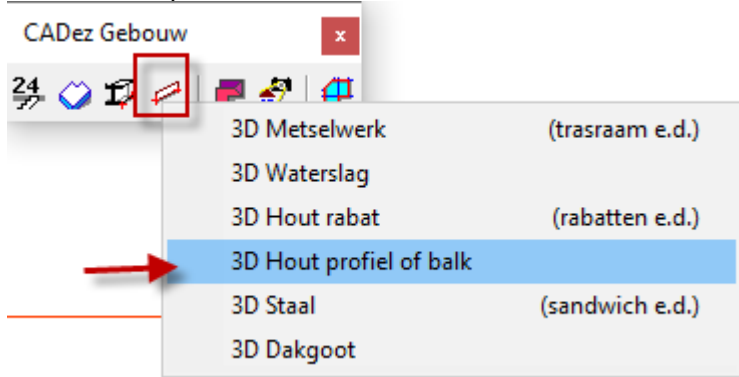 CADez Gebouw x
24
3D Metselwerk (trasraam e.d.)
3D Waterslag
3D Hout rabat (rabatten e.d.)
3D Hout profiel of balk
3D Staal (sandwich e.d.)
3D Dakgoot